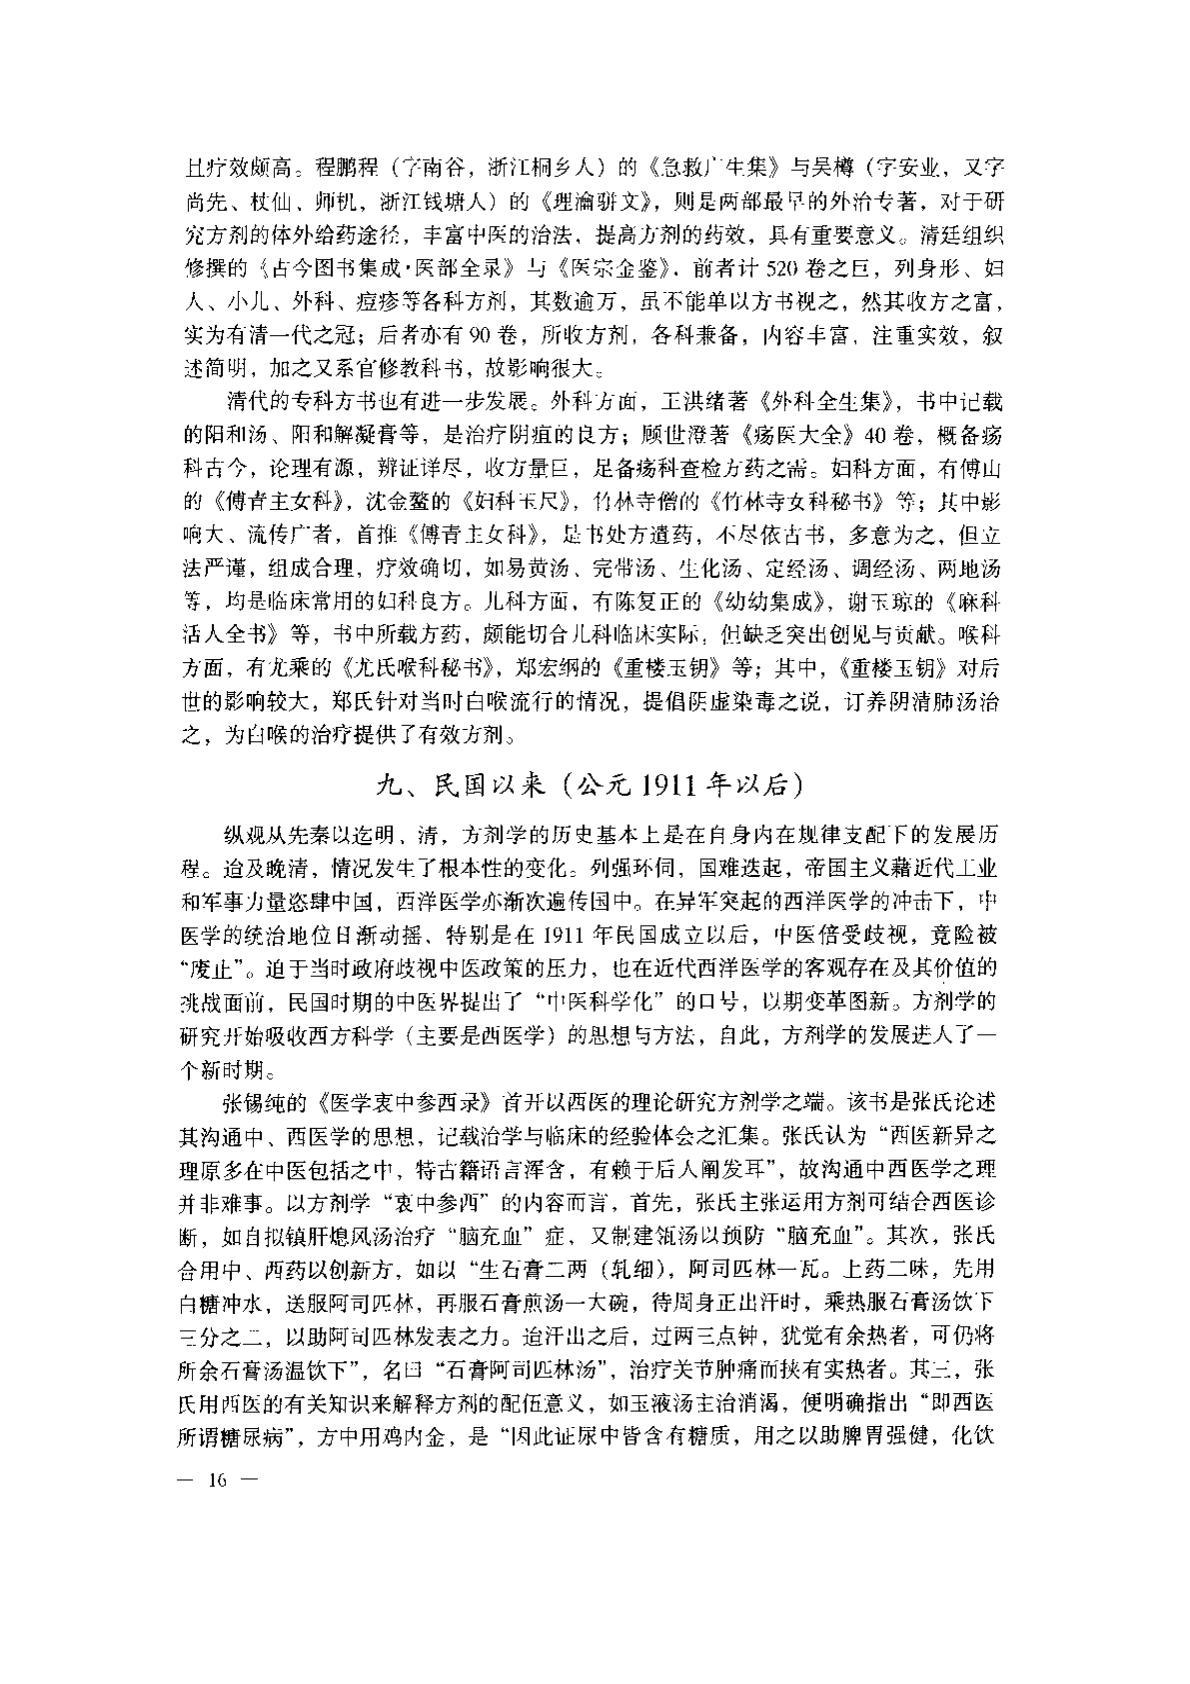 且疗效颇高。程鹏程（字南谷，浙江桐乡人）的《急救广生集》与吴樽（字安业，又字
尚先、杖仙、师机，浙江钱塘人）的《理瀹骈文》，则是两部最早的外治专著，对于研
究方剂的体外给药途径，丰富中医的治法，提高方剂的药效，具有重要意义。清廷组织
修撰的《古今图书集成·医部全录》与《医宗金鉴》，前者计 520 卷之巨，列身形、妇
人、小儿、外科、痘疹等各科方剂，其数逾万，虽不能单以方书视之，然其收方之富，
实为有清一代之冠；后者亦有 90 卷，所收方剂，各科兼备，内容丰富，注重实效，叙
述简明，加之又系官修教科书，故影响很大。
清代的专科方书也有进一步发展。外科方面，王洪绪著《外科全生集》，书中记载
的阳和汤、阳和解凝膏等，是治疗阴疽的良方；顾世澄著《疡医大全》40 卷，概备疡
科古今，论理有源，辨证详尽，收方量巨，足备疡科查检方药之需。妇科方面，有傅山
的《傅青主女科》，沈金鳌的《妇科玉尺》，竹林寺僧的《竹林寺女科秘书》等；其中影
响大、流传广者，首推《傅青主女科》，是书处方遣药，不尽依古书，多意为之，但立
法严谨，组成合理，疗效确切，如易黄汤、完带汤、生化汤、定经汤、调经汤、两地汤
等，均是临床常用的妇科良方。儿科方面，有陈复正的《幼幼集成》，谢玉琼的《麻科
活人全书》等，书中所载方药，颇能切合儿科临床实际，但缺乏突出创见与贡献。喉科
方面，有尤乘的《尤氏喉科秘书》，郑宏纲的《重楼玉钥》等；其中，《重楼玉钥》对后
世的影响较大，郑氏针对当时白喉流行的情况，提倡阴虚染毒之说，订养阴清肺汤治
之，为白喉的治疗提供了有效方剂。
九、民国以来（公元 1911 年以后）
纵观从先秦以迄明、清，方剂学的历史基本上是在自身内在规律支配下的发展历
程。迨及晚清，情况发生了根本性的变化。列强环伺，国难迭起，帝国主义藉近代工业
和军事力量恣肆中国，西洋医学亦渐次遍传国中。在异军突起的西洋医学的冲击下，中
医学的统治地位日渐动摇、特别是在 1911 年民国成立以后，中医倍受歧视，竟险被
“废止”。迫于当时政府歧视中医政策的压力，也在近代西洋医学的客观存在及其价值的
挑战面前，民国时期的中医界提出了“中医科学化”的口号，以期变革图新。方剂学的
研究开始吸收西方科学（主要是西医学）的思想与方法，自此，方剂学的发展进入了一
个新时期。
张锡纯的《医学衷中参西录》首开以西医的理论研究方剂学之端。该书是张氏论述
其沟通中、西医学的思想，记载治学与临床的经验体会之汇集。张氏认为“西医新异之
理原多在中医包括之中，特古籍语言浑含，有赖于后人阐发耳”，故沟通中西医学之理
并非难事。以方剂学“衷中参西”的内容而言，首先，张氏主张运用方剂可结合西医诊
断，如自拟镇肝熄风汤治疗“脑充血”症，又制建瓴汤以预防“脑充血”。其次，张氏
合用中、西药以创新方，如以“生石膏二两（轧细），阿司匹林一瓦。上药二味，先用
白糖冲水，送服阿司匹林，再服石膏煎汤一大碗，待周身正出汗时，乘热服石膏汤饮下
三分之二，以助阿司匹林发表之力。迨汗出之后，过两三点钟，犹觉有余热者，可仍将
所余石膏汤温饮下”，名曰“石膏阿司匹林汤”，治疗关节肿痛而挟有实热者。其三，张
氏用西医的有关知识来解释方剂的配伍意义，如玉液汤主治消渴，便明确指出“即西医
所谓糖尿病”，方中用鸡内金，是“因此证尿中皆含有糖质，用之以助脾胃强健，化饮
— 16 —